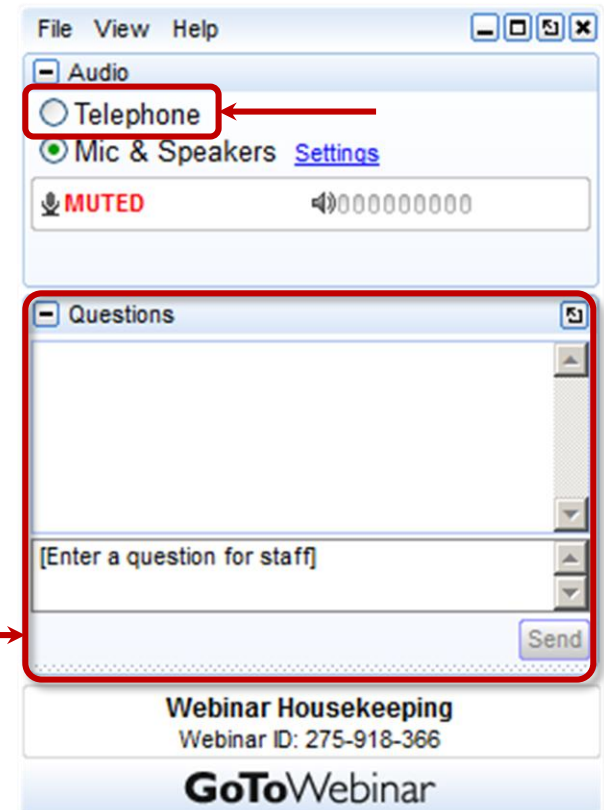 File View Help
Audio
Telephone
Mic & Speakers Settings
MUTED
Questions
[Enter a question for staff]
Send
Webinar Housekeeping
Webinar ID: 275-918-366
GoToWebinar